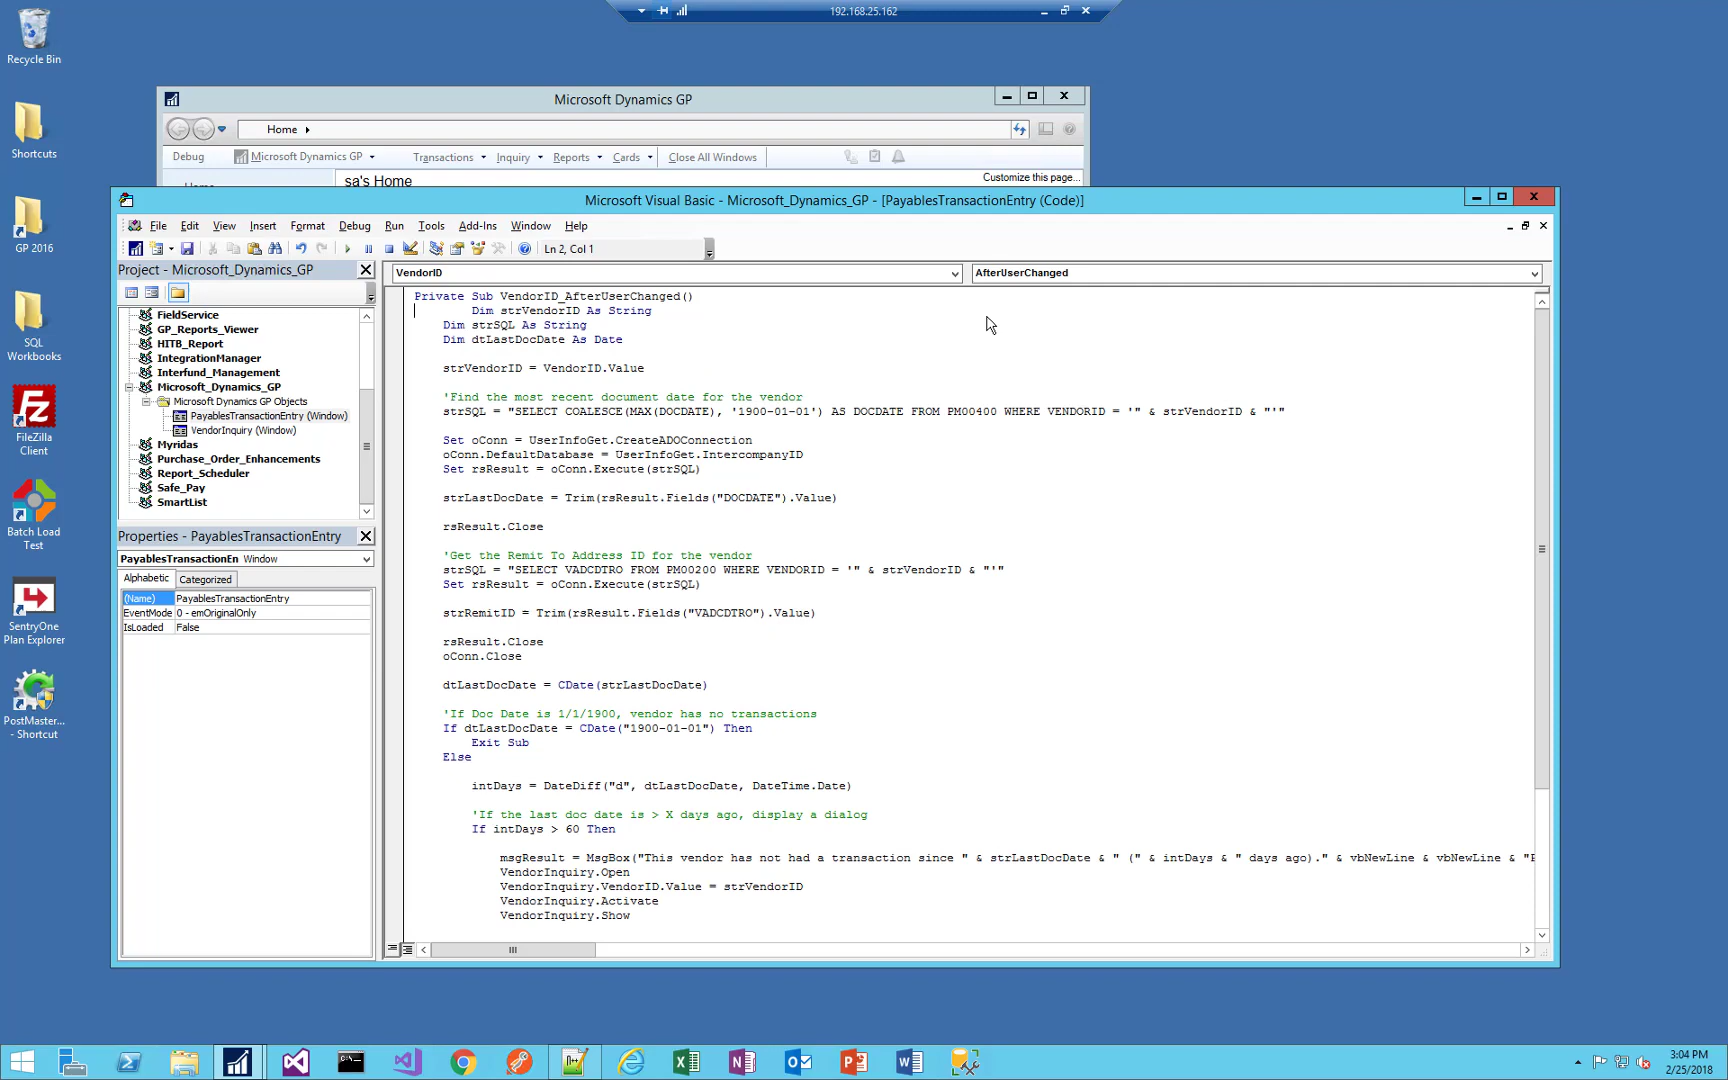 192.168.25.162
Recycle Bin
Shortcuts
GP 2016
SQL
Workbooks
FileZilla
Client
Batch Load
Test
SentryOne
Plan Explorer
PostMaster...
- Shortcut
Microsoft Dynamics GP
Home
Debug
Microsoft Dynamics GP
Transactions
Inquiry
Reports
Cards
Close All Windows
sa's Home
Customize this page...
Microsoft Visual Basic - Microsoft_Dynamics_GP - [PayablesTransactionEntry (Code)]
File Edit View Insert Format Debug Run Tools Add-Ins Window Help
Ln 2, Col 1
Project - Microsoft_Dynamics_GP
FieldService
GP_Reports_Viewer
HITB_Report
IntegrationManager
Interfund_Management
Microsoft_Dynamics_GP
Microsoft Dynamics GP Objects
PayablesTransactionEntry (Window)
VendorInquiry (Window)
Myridas
Purchase_Order_Enhancements
Report_Scheduler
Safe_Pay
SmartList
Properties - PayablesTransactionEntry
PayablesTransactionEn Window
Alphabetic Categorized
(Name) PayablesTransactionEntry
EventMode 0 - emOriginalOnly
IsLoaded False
VendorID
AfterUserChanged
Private Sub VendorID_AfterUserChanged()
Dim strVendorID As String
Dim strSQL As String
Dim dtLastDocDate As Date
strVendorID = VendorID.Value
'Find the most recent document date for the vendor
strSQL = "SELECT COALESCE(MAX(DOCDATE), '1900-01-01') AS DOCDATE FROM PM00400 WHERE VENDORID = '" & strVendorID & "'"
Set oConn = UserInfoGet.CreateADOConnection
oConn.DefaultDatabase = UserInfoGet.IntercompanyID
Set rsResult = oConn.Execute(strSQL)
strLastDocDate = Trim(rsResult.Fields("DOCDATE").Value)
rsResult.Close
'Get the Remit To Address ID for the vendor
strSQL = "SELECT VADCDTRO FROM PM00200 WHERE VENDORID = '" & strVendorID & "'"
Set rsResult = oConn.Execute(strSQL)
strRemitID = Trim(rsResult.Fields("VADCDTRO").Value)
rsResult.Close
oConn.Close
dtLastDocDate = CDate(strLastDocDate)
'If Doc Date is 1/1/1900, vendor has no transactions
If dtLastDocDate = CDate("1900-01-01") Then
Exit Sub
Else
intDays = DateDiff("d", dtLastDocDate, DateTime.Date)
'If the last doc date is > X days ago, display a dialog
If intDays > 60 Then
msgResult = MsgBox("This vendor has not had a transaction since " & strLastDocDate & " (" & intDays & " days ago)." & vbNewLine & vbNewLine & "
VendorInquiry.Open
VendorInquiry.VendorID.Value = strVendorID
VendorInquiry.Activate
VendorInquiry.Show
3:04 PM
2/25/2018